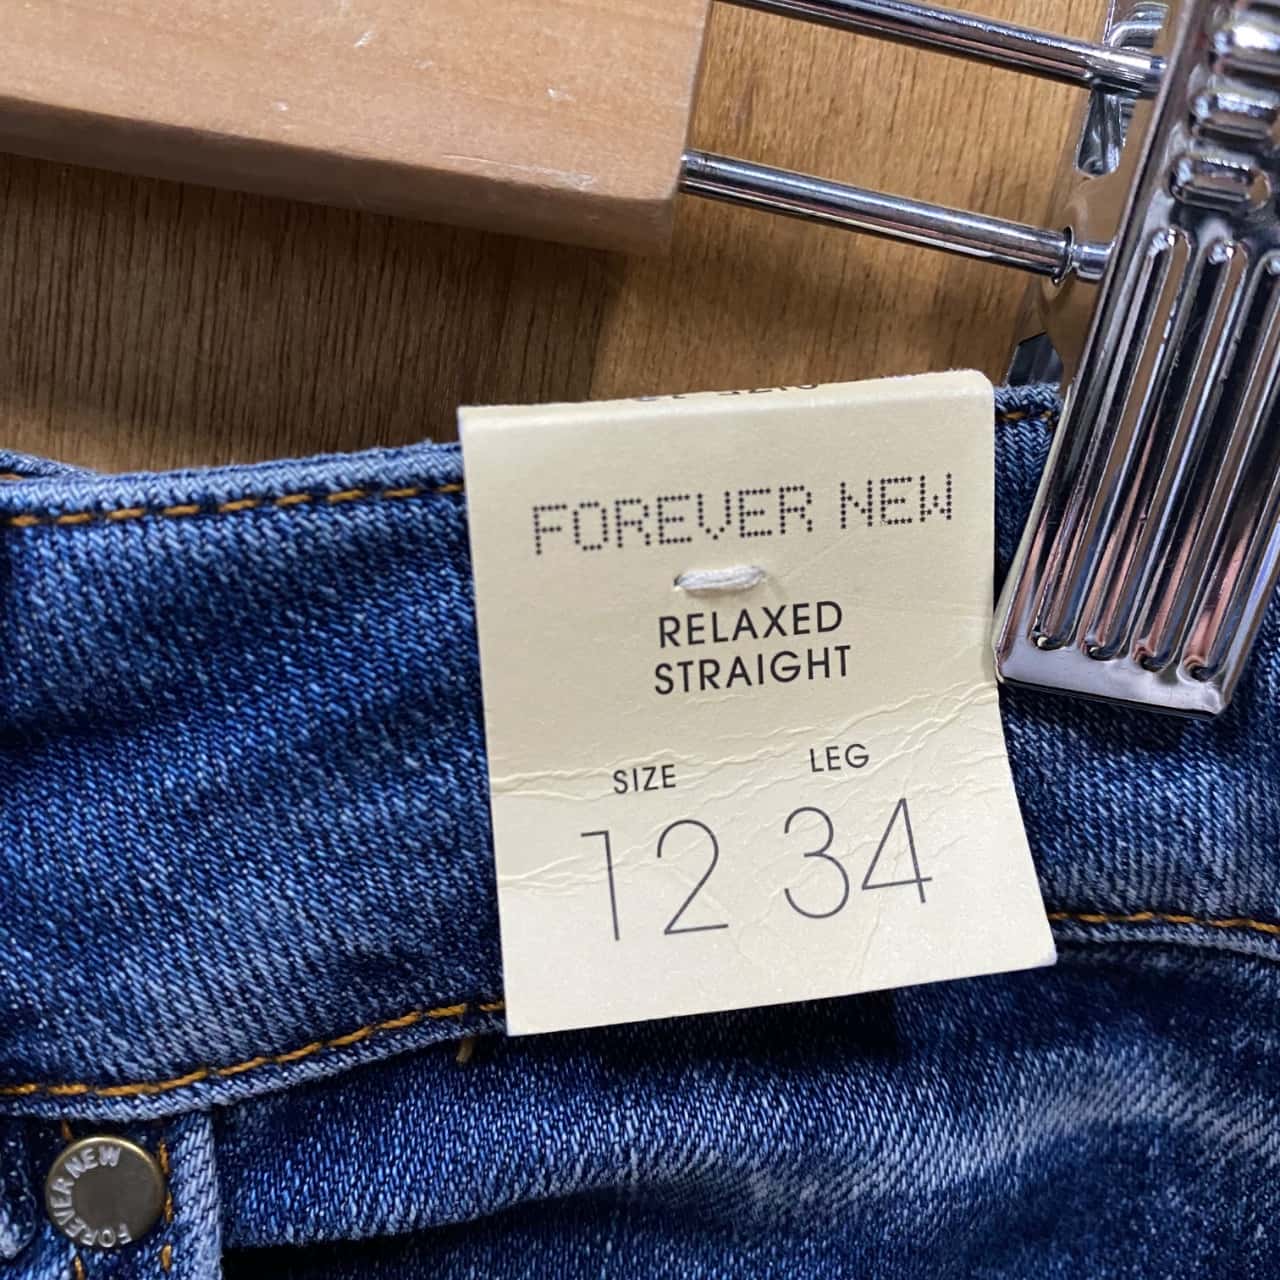 FOREVER NEW
RELAXED
STRAIGHT
SIZE LEG
12 34
FOREVER NEW